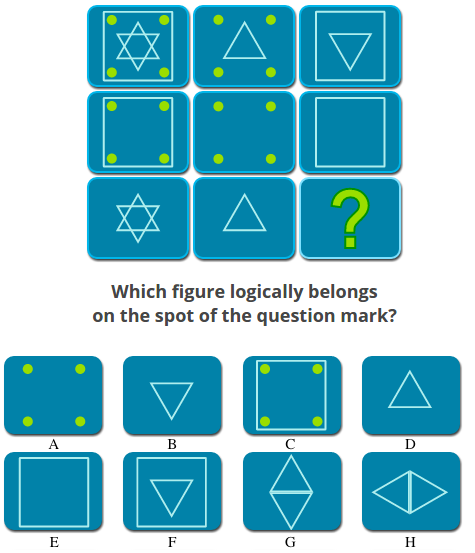 ?
Which figure logically belongs
on the spot of the question mark?
A
B
C
D
E
F
G
H